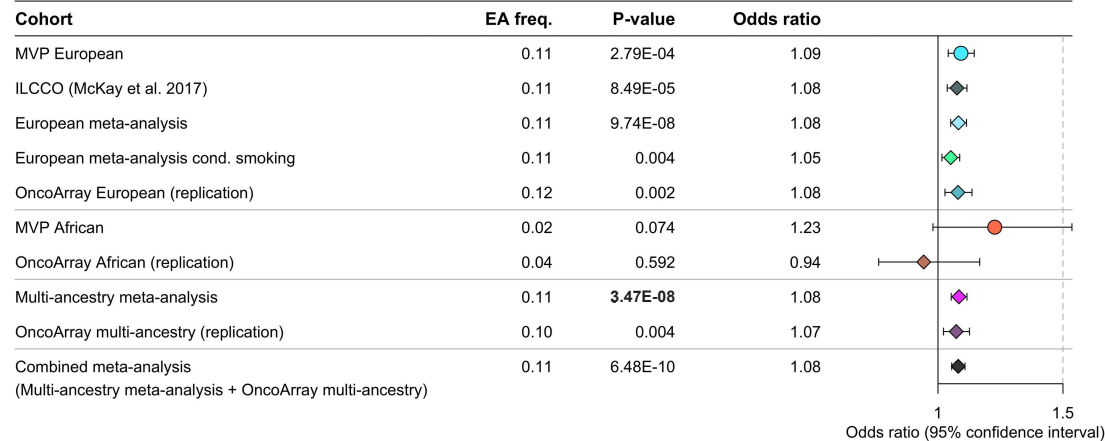 Cohort EA freq. P-value Odds ratio
MVP European 0.11 2.79E-04 1.09
ILCCO (McKay et al. 2017) 0.11 8.49E-05 1.08
European meta-analysis 0.11 9.74E-08 1.08
European meta-analysis cond. smoking 0.11 0.004 1.05
OncoArray European (replication) 0.12 0.002 1.08
MVP African 0.02 0.074 1.23
OncoArray African (replication) 0.04 0.592 0.94
Multi-ancestry meta-analysis 0.11 3.47E-08 1.08
OncoArray multi-ancestry (replication) 0.10 0.004 1.07
Combined meta-analysis 0.11 6.48E-10 1.08
(Multi-ancestry meta-analysis + OncoArray multi-ancestry)
1 1.5
Odds ratio (95% confidence interval)